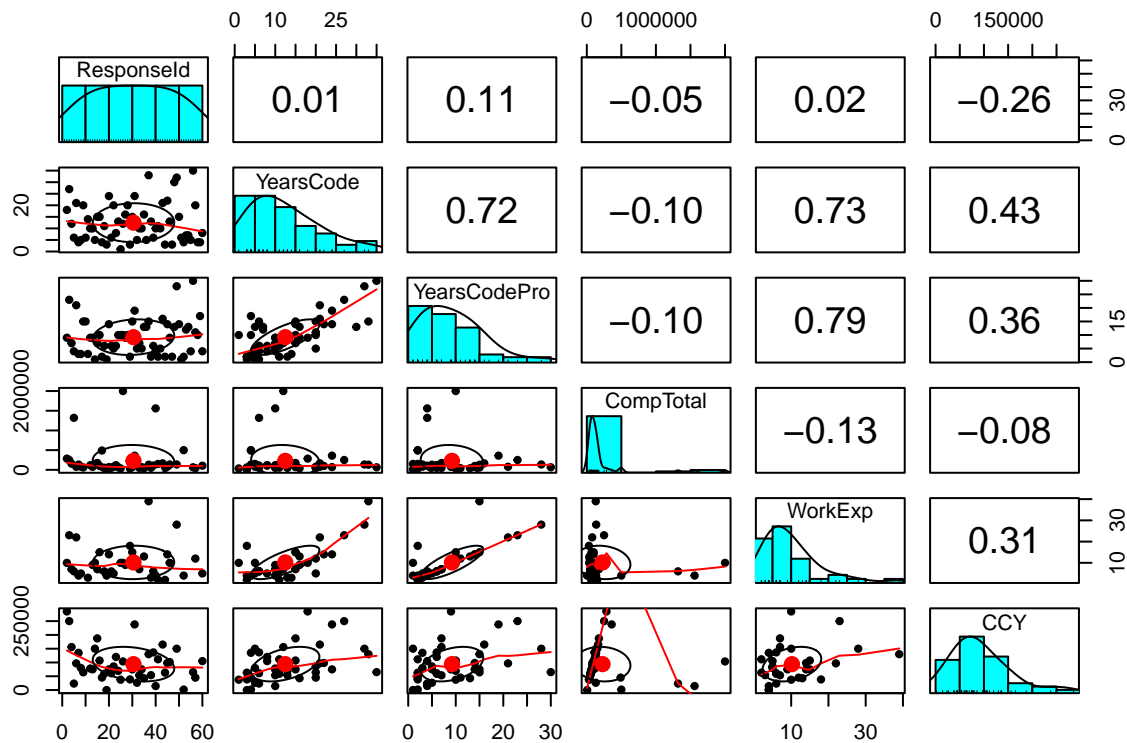 0 10 25 0 1000000 0 150000
ResponseId 0.01 0.11 −0.05 0.02 −0.26 0 30
0 20 YearsCode 0.72 −0.10 0.73 0.43
YearsCodePro −0.10 0.79 0.36 0 15
0 2000000 CompTotal −0.13 −0.08
WorkExp 0.31 10 30
0 250000 CCY
0 20 40 60 0 10 20 30 10 30